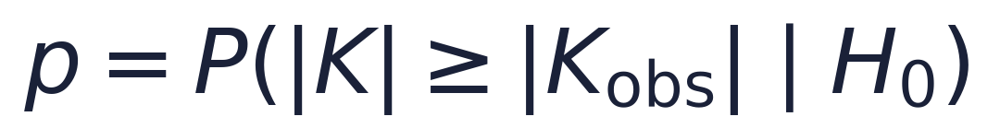 p = P(|K| ≥ |K_obs| | H_0)